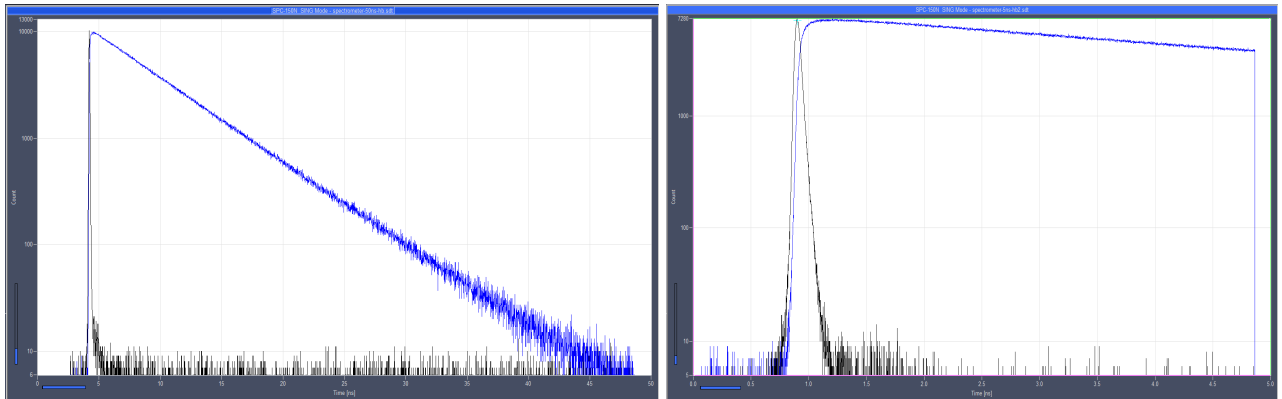 SPC-150N SING Mode - spectrometer-50ns-hb.sdt
13000
10000
1000
100
10
6
Count
0 5 10 15 20 25 30 35 40 45 50
Time [ns]
SPC-150N SING Mode - spectrometer-5ns-hb2.sdt
7200
1000
100
10
5
Count
0.0 0.5 1.0 1.5 2.0 2.5 3.0 3.5 4.0 4.5 5.0
Time [ns]